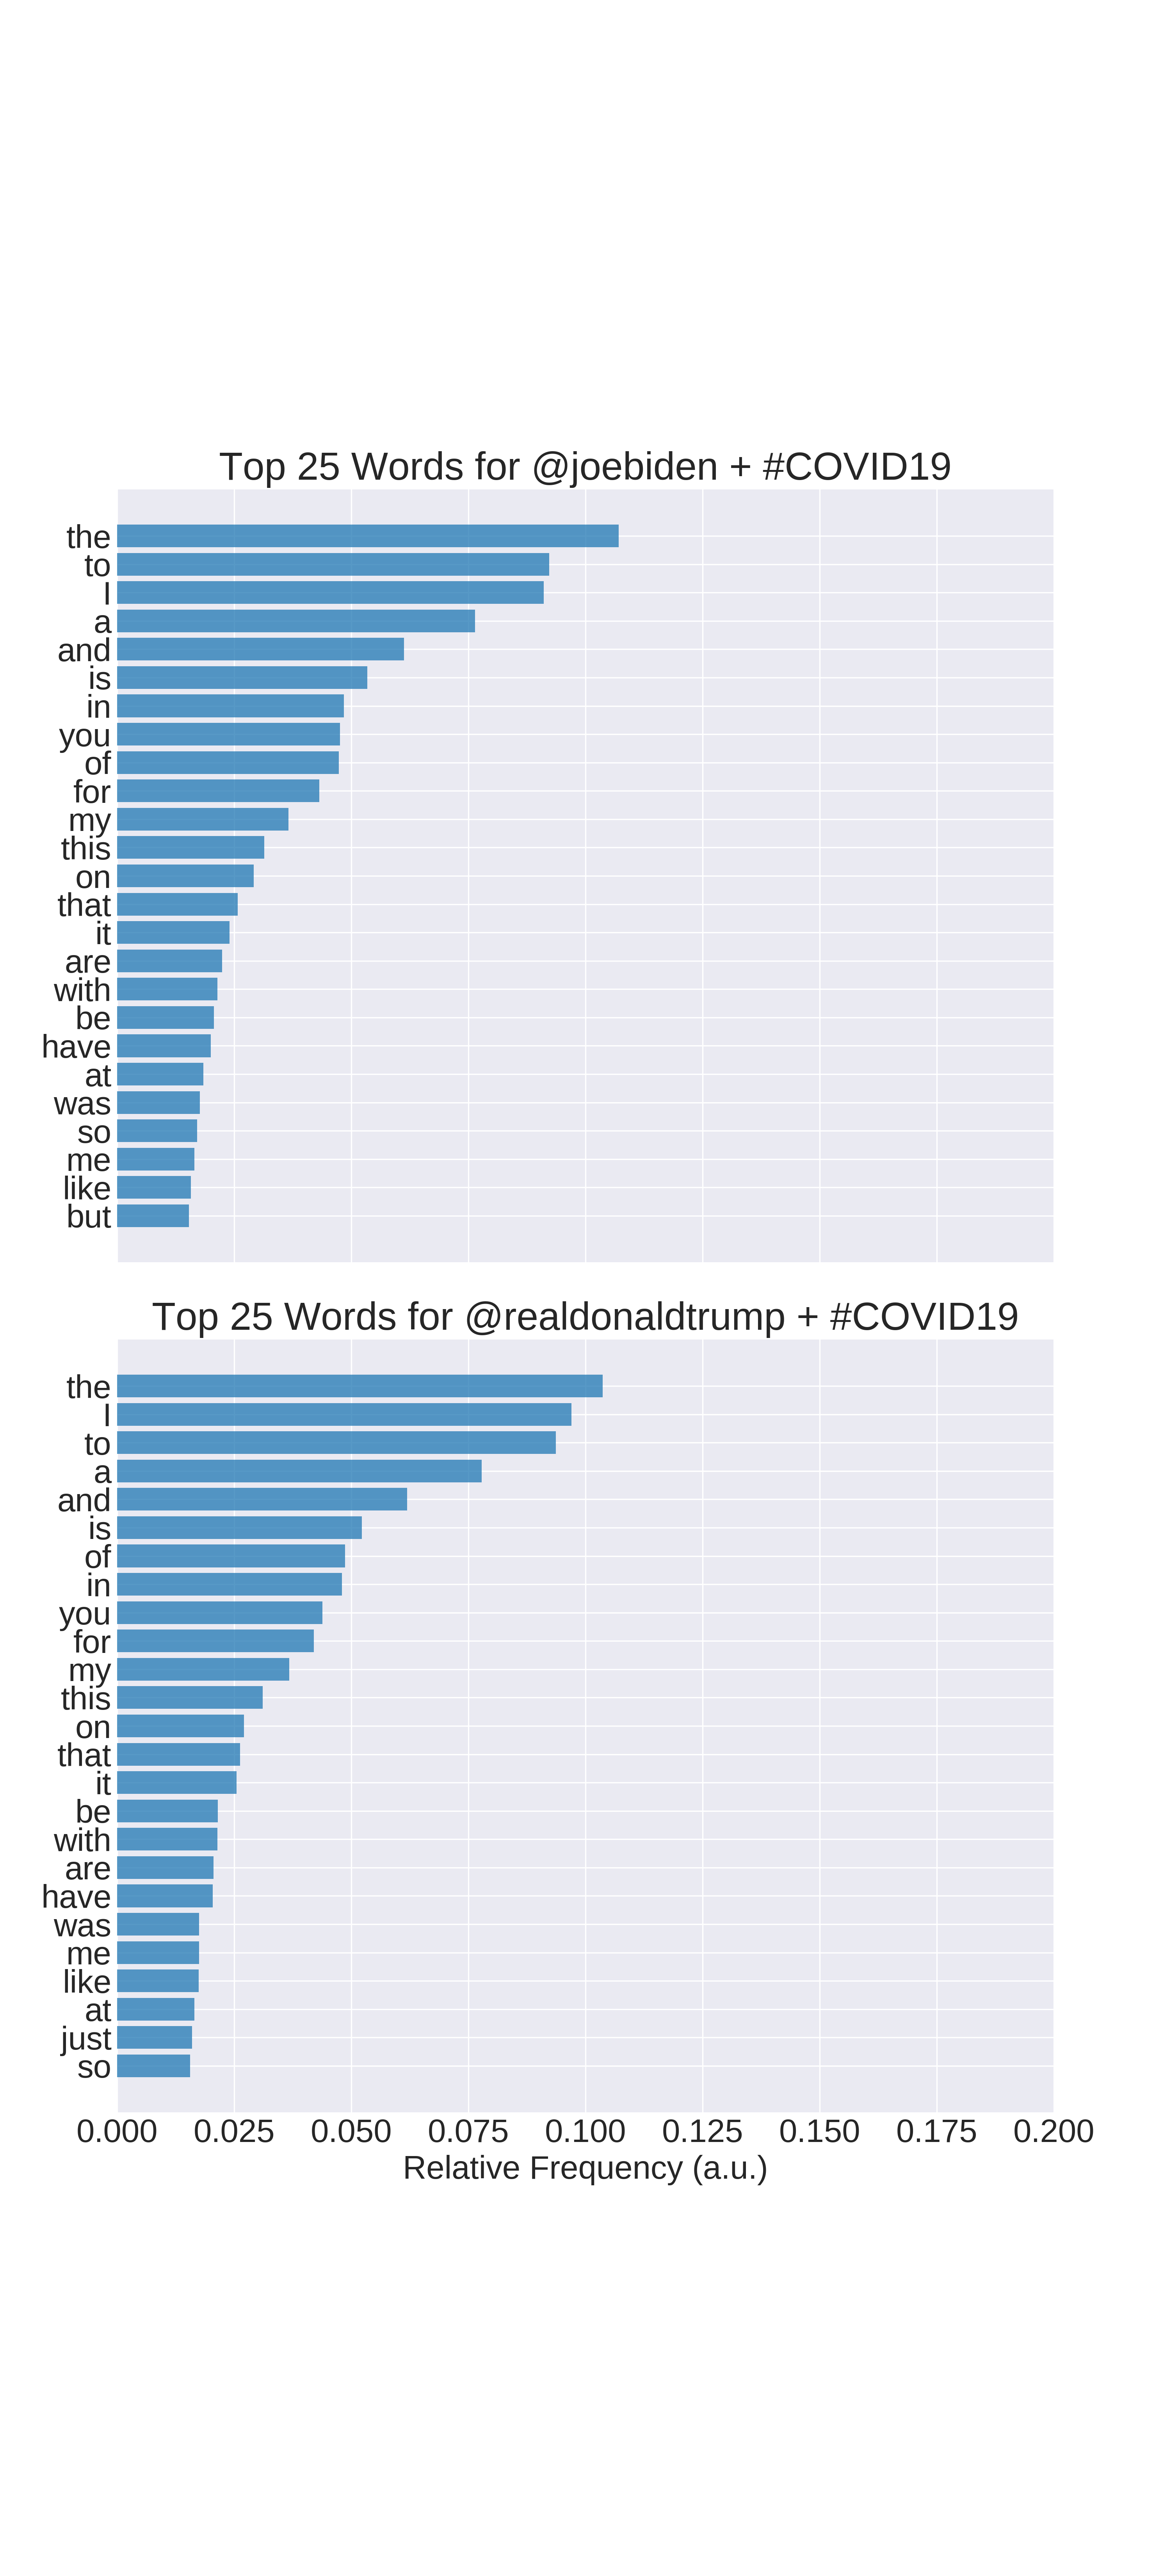 Top 25 Words for @joebiden + #COVID19
the
to
I
a
and
is
in
you
of
for
my
this
on
that
it
are
with
be
have
at
was
so
me
like
but
Top 25 Words for @realdonaldtrump + #COVID19
the
I
to
a
and
is
of
in
you
for
my
this
on
that
it
be
with
are
have
was
me
like
at
just
so
0.000 0.025 0.050 0.075 0.100 0.125 0.150 0.175 0.200
Relative Frequency (a.u.)